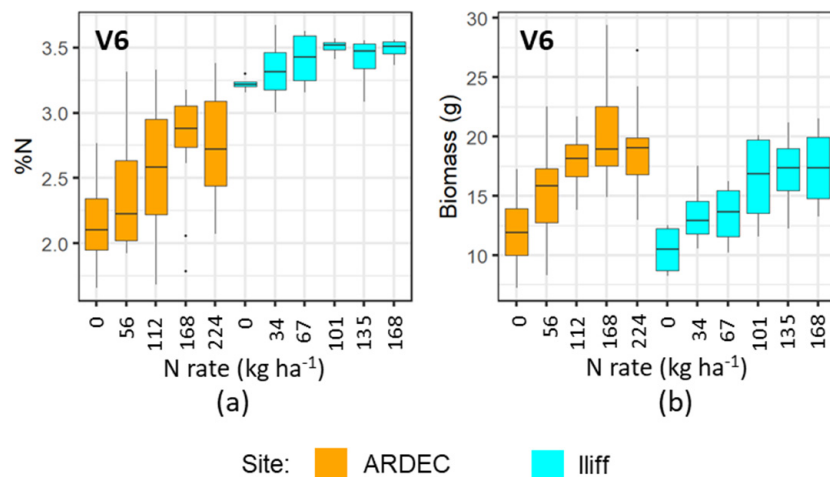 V6
%N
3.5
3.0
2.5
2.0
0 56 112 168 224 0 34 67 101 135 168
N rate (kg ha⁻¹)
(a)
V6
Biomass (g)
30
25
20
15
10
5
0 56 112 168 224 0 34 67 101 135 168
N rate (kg ha⁻¹)
(b)
Site: ARDEC Iliff